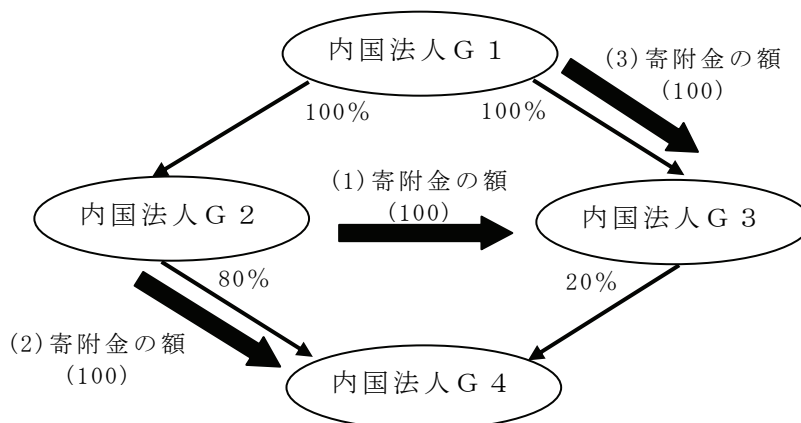 内国法人G1
(3)寄附金の額
(100)
100%
100%
(1)寄附金の額
(100)
内国法人G2
内国法人G3
80%
20%
(2)寄附金の額
(100)
内国法人G4